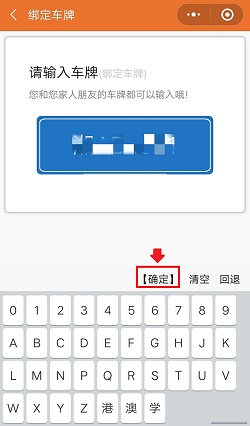 绑定车牌
请输入车牌(绑定车牌)
您和您家人朋友的车牌都可以输入哦!
【确定】 清空 回退
0 1 2 3 4 5 6 7 8 9
A B C D E F G H J K
L M N P Q R S T U V
W X Y Z 港 澳 学